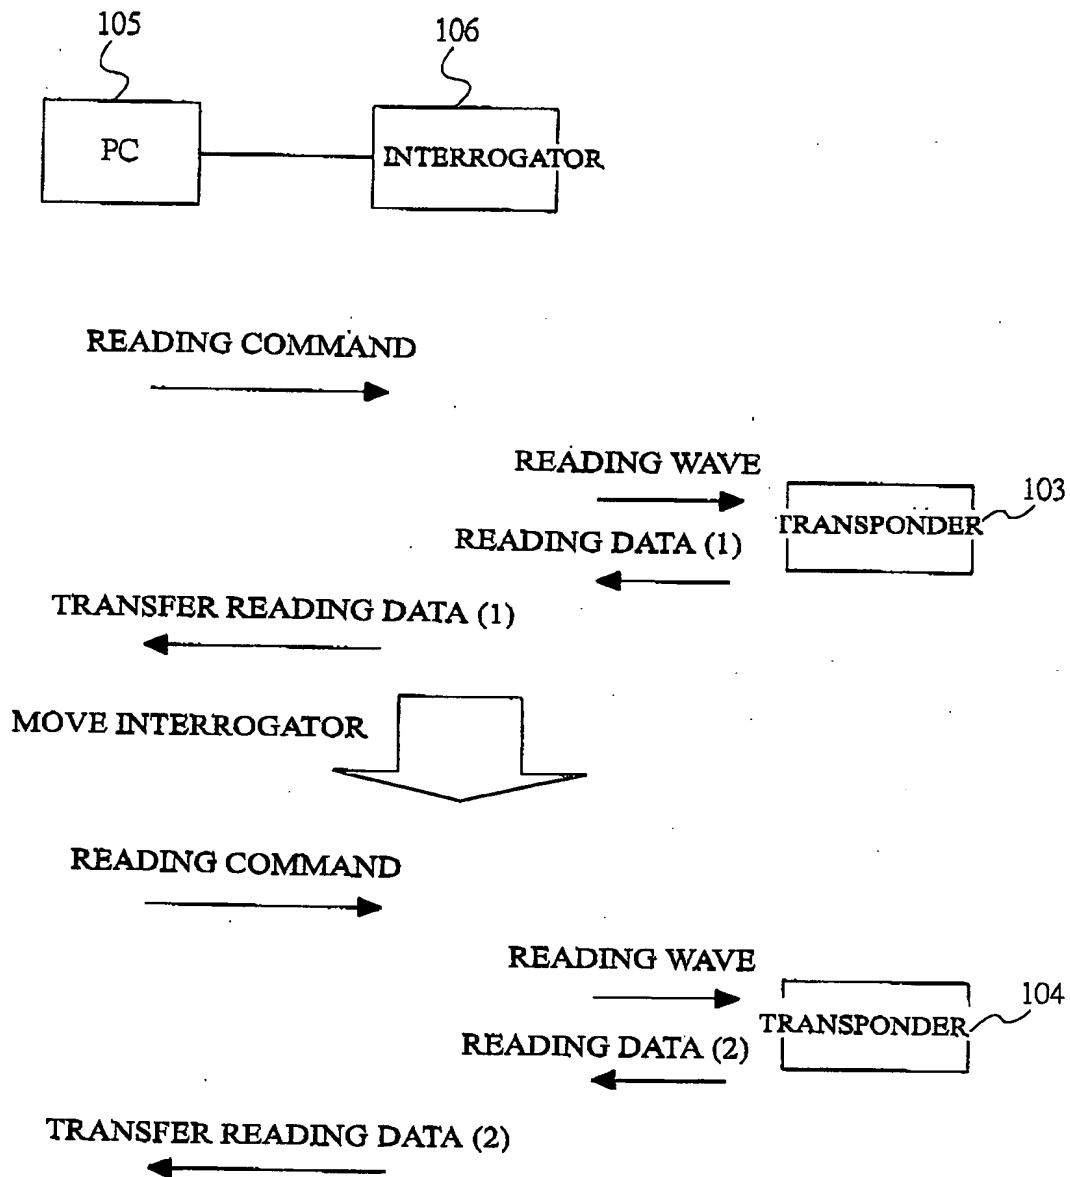 105
106
PC
INTERROGATOR
READING COMMAND
READING WAVE
103
TRANSPONDER
READING DATA (1)
TRANSFER READING DATA (1)
MOVE INTERROGATOR
READING COMMAND
READING WAVE
104
TRANSPONDER
READING DATA (2)
TRANSFER READING DATA (2)